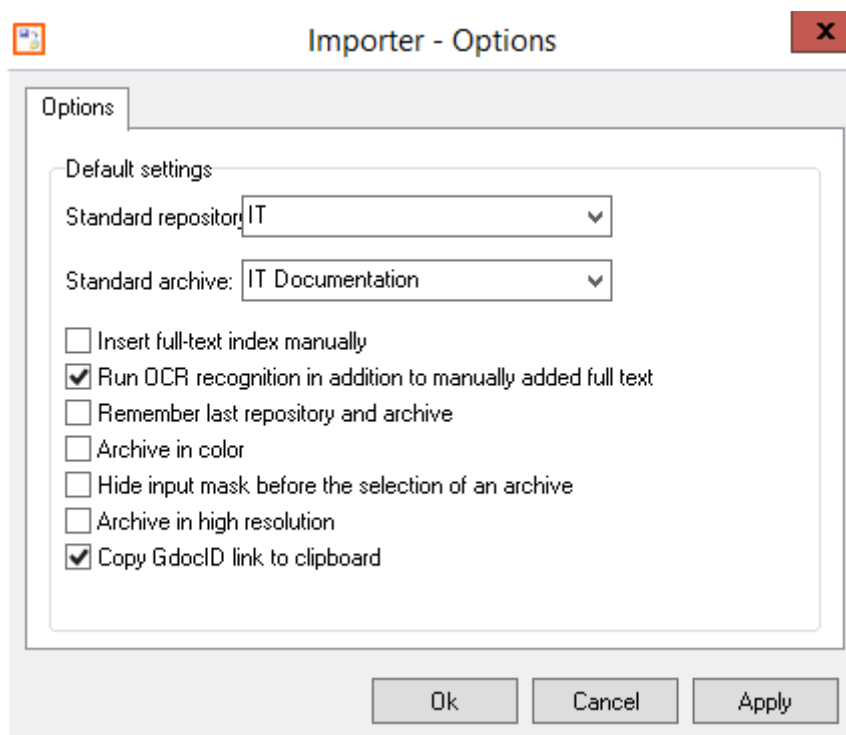 Importer - Options
x
Options
Default settings
Standard repository IT
Standard archive: IT Documentation
Insert full-text index manually
Run OCR recognition in addition to manually added full text
Remember last repository and archive
Archive in color
Hide input mask before the selection of an archive
Archive in high resolution
Copy GdocID link to clipboard
Ok Cancel Apply